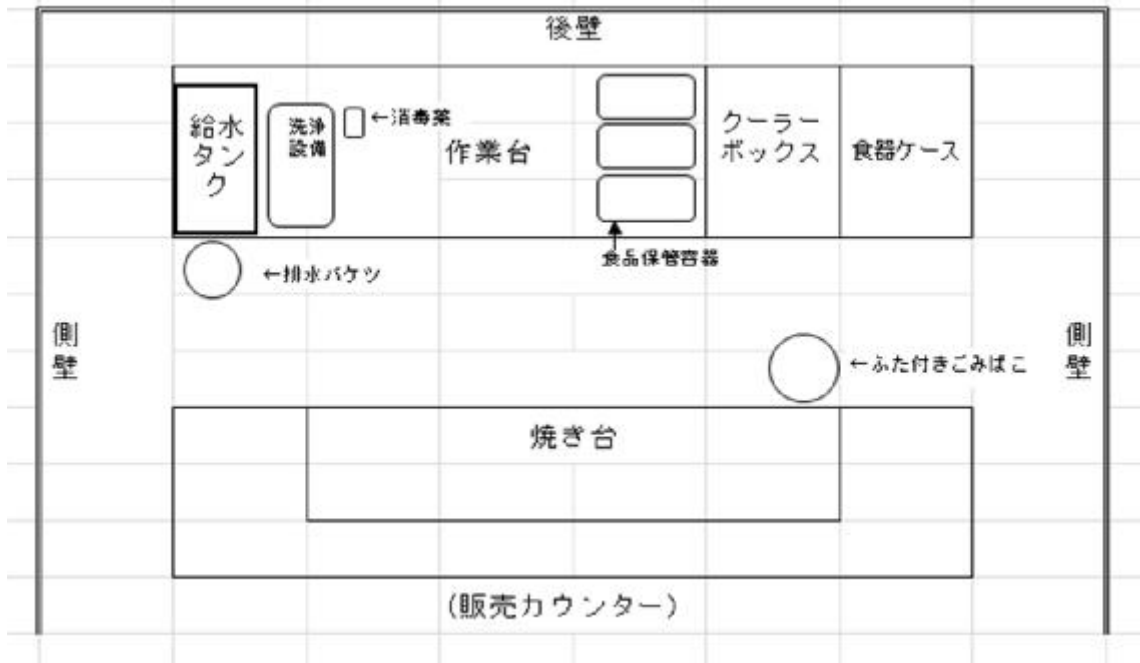 後壁
給水
タン
ク
洗浄
設備
←消毒薬
作業台
クーラー
ボックス
食器ケース
食品保管容器
←排水バケツ
側
壁
側
壁
←ふた付きごみばこ
焼き台
(販売カウンター)